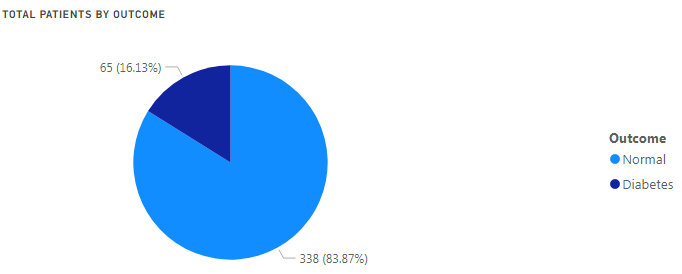 TOTAL PATIENTS BY OUTCOME
65 (16.13%)
338 (83.87%)
Outcome
Normal
Diabetes